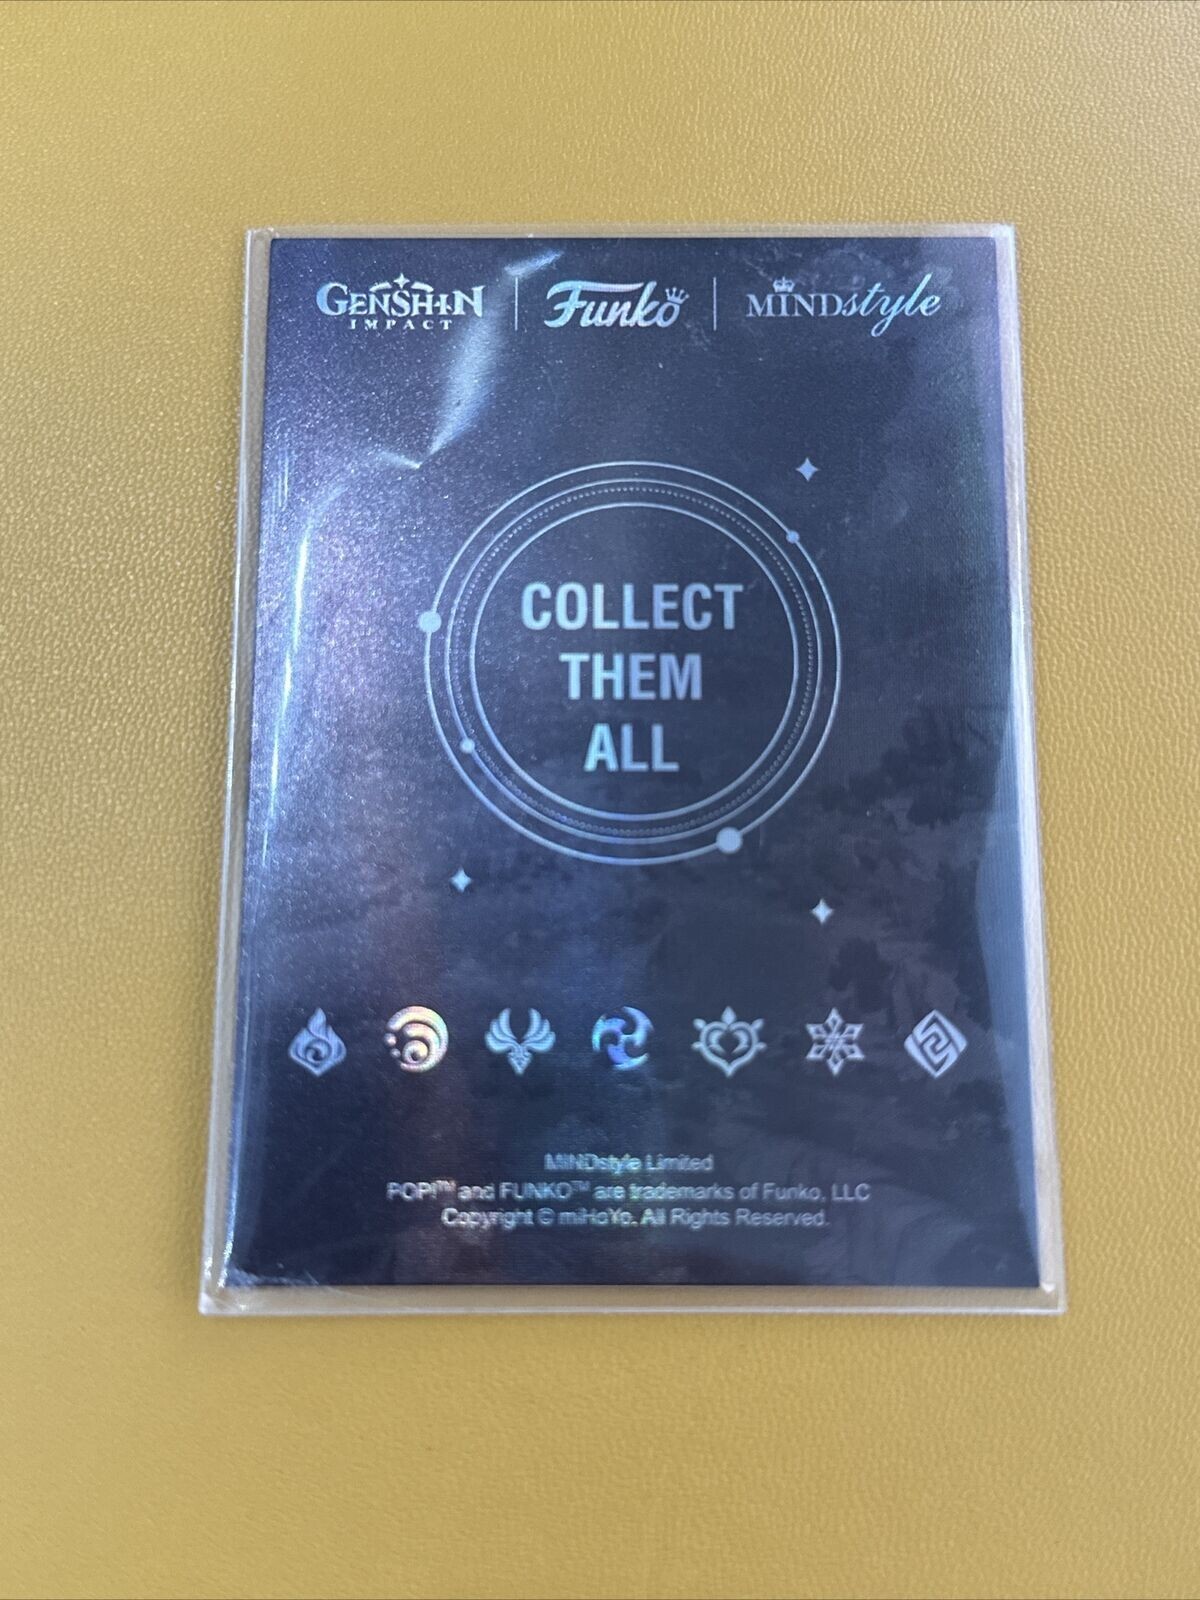 GENSHIN IMPACT | Funko | MINDstyle
COLLECT
THEM
ALL
MINDstyle Limited
POP!™ and FUNKO™ are trademarks of Funko, LLC
Copyright © miHoYo. All Rights Reserved.